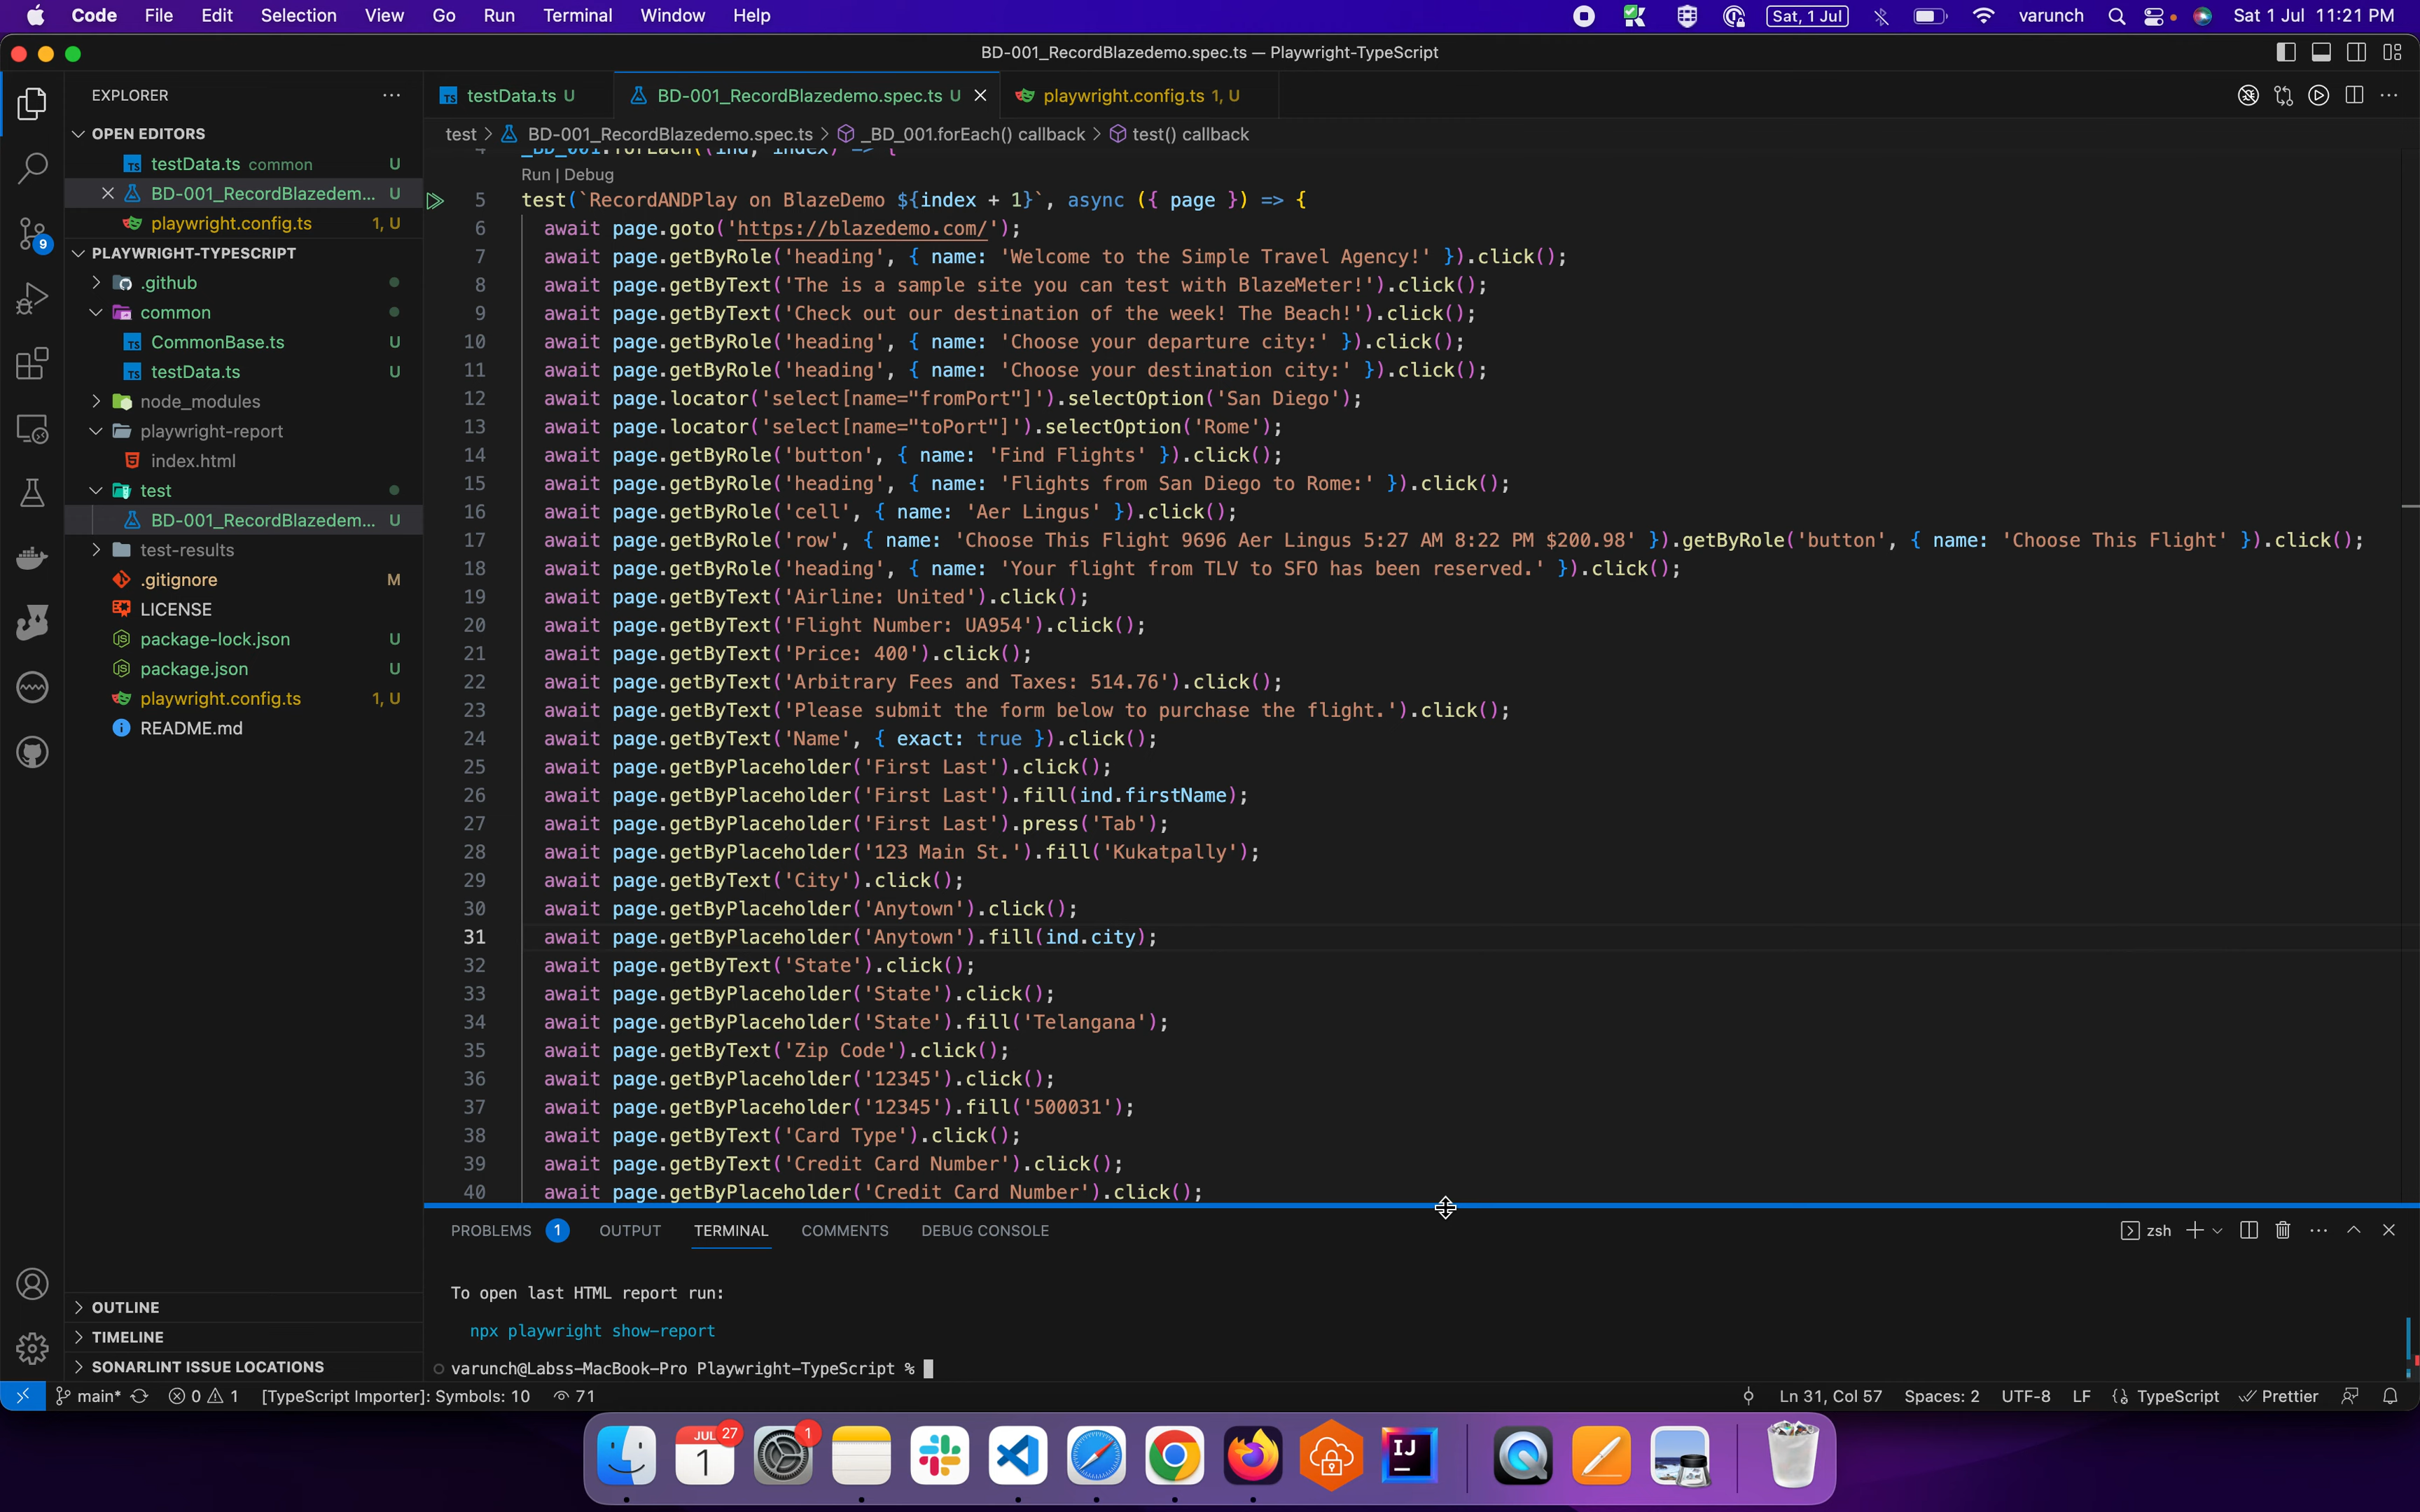 Code File Edit Selection View Go Run Terminal Window Help Sat, 1 Jul varunch Sat 1 Jul 11:21 PM
BD-001_RecordBlazedemo.spec.ts — Playwright-TypeScript
EXPLORER
testData.ts U BD-001_RecordBlazedemo.spec.ts U playwright.config.ts 1, U
test > BD-001_RecordBlazedemo.spec.ts > _BD_001.forEach() callback > test() callback
OPEN EDITORS
testData.ts common U
BD-001_RecordBlazedem... U
playwright.config.ts 1, U
PLAYWRIGHT-TYPESCRIPT
.github
common
CommonBase.ts U
testData.ts U
node_modules
playwright-report
index.html
test
BD-001_RecordBlazedem... U
test-results
.gitignore M
LICENSE
package-lock.json U
package.json U
playwright.config.ts 1, U
README.md
OUTLINE
TIMELINE
SONARLINT ISSUE LOCATIONS
4 _BD_001.forEach((ind, index) => {
Run | Debug
5 test(`RecordANDPlay on BlazeDemo ${index + 1}`, async ({ page }) => {
6 await page.goto('https://blazedemo.com/');
7 await page.getByRole('heading', { name: 'Welcome to the Simple Travel Agency!' }).click();
8 await page.getByText('The is a sample site you can test with BlazeMeter!').click();
9 await page.getByText('Check out our destination of the week! The Beach!').click();
10 await page.getByRole('heading', { name: 'Choose your departure city:' }).click();
11 await page.getByRole('heading', { name: 'Choose your destination city:' }).click();
12 await page.locator('select[name="fromPort"]').selectOption('San Diego');
13 await page.locator('select[name="toPort"]').selectOption('Rome');
14 await page.getByRole('button', { name: 'Find Flights' }).click();
15 await page.getByRole('heading', { name: 'Flights from San Diego to Rome:' }).click();
16 await page.getByRole('cell', { name: 'Aer Lingus' }).click();
17 await page.getByRole('row', { name: 'Choose This Flight 9696 Aer Lingus 5:27 AM 8:22 PM $200.98' }).getByRole('button', { name: 'Choose This Flight' }).click();
18 await page.getByRole('heading', { name: 'Your flight from TLV to SFO has been reserved.' }).click();
19 await page.getByText('Airline: United').click();
20 await page.getByText('Flight Number: UA954').click();
21 await page.getByText('Price: 400').click();
22 await page.getByText('Arbitrary Fees and Taxes: 514.76').click();
23 await page.getByText('Please submit the form below to purchase the flight.').click();
24 await page.getByText('Name', { exact: true }).click();
25 await page.getByPlaceholder('First Last').click();
26 await page.getByPlaceholder('First Last').fill(ind.firstName);
27 await page.getByPlaceholder('First Last').press('Tab');
28 await page.getByPlaceholder('123 Main St.').fill('Kukatpally');
29 await page.getByText('City').click();
30 await page.getByPlaceholder('Anytown').click();
31 await page.getByPlaceholder('Anytown').fill(ind.city);
32 await page.getByText('State').click();
33 await page.getByPlaceholder('State').click();
34 await page.getByPlaceholder('State').fill('Telangana');
35 await page.getByText('Zip Code').click();
36 await page.getByPlaceholder('12345').click();
37 await page.getByPlaceholder('12345').fill('500031');
38 await page.getByText('Card Type').click();
39 await page.getByText('Credit Card Number').click();
40 await page.getByPlaceholder('Credit Card Number').click();
PROBLEMS 1 OUTPUT TERMINAL COMMENTS DEBUG CONSOLE zsh
To open last HTML report run:
npx playwright show-report
varunch@Labss-MacBook-Pro Playwright-TypeScript %
9
main* 0 1 [TypeScript Importer]: Symbols: 10 71 Ln 31, Col 57 Spaces: 2 UTF-8 LF TypeScript Prettier
JUL 27 1 1 IJ